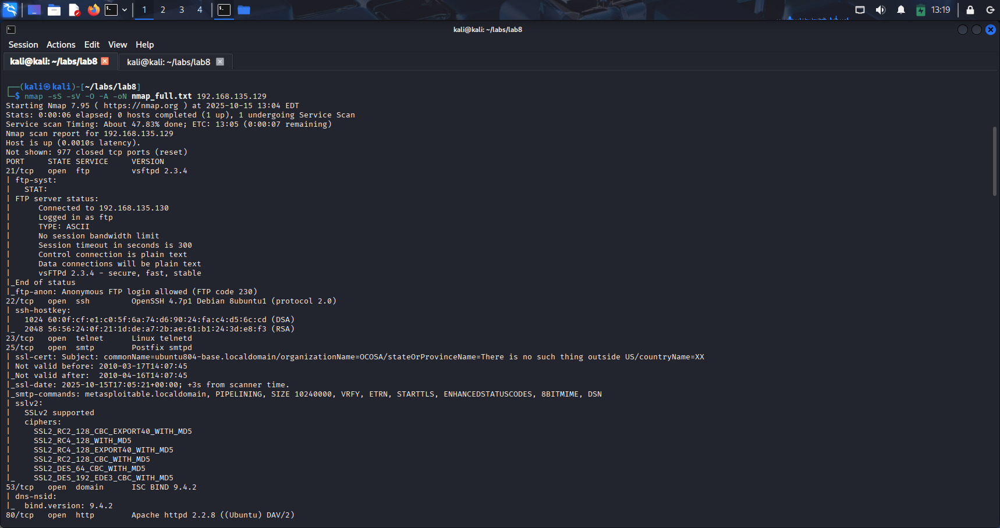 1 2 3 4 13:19
kali@kali: ~/labs/lab8
Session Actions Edit View Help
kali@kali: ~/labs/lab8 kali@kali: ~/labs/lab8
┌──(kali㉿kali)-[~/labs/lab8]
└─$ nmap -sS -sV -O -A -oN nmap_full.txt 192.168.135.129
Starting Nmap 7.95 ( https://nmap.org ) at 2025-10-15 13:04 EDT
Stats: 0:00:06 elapsed; 0 hosts completed (1 up), 1 undergoing Service Scan
Service scan Timing: About 47.83% done; ETC: 13:05 (0:00:07 remaining)
Nmap scan report for 192.168.135.129
Host is up (0.0010s latency).
Not shown: 977 closed tcp ports (reset)
PORT     STATE SERVICE     VERSION
21/tcp   open  ftp         vsftpd 2.3.4
| ftp-syst:
|   STAT:
| FTP server status:
|      Connected to 192.168.135.130
|      Logged in as ftp
|      TYPE: ASCII
|      No session bandwidth limit
|      Session timeout in seconds is 300
|      Control connection is plain text
|      Data connections will be plain text
|      vsFTPd 2.3.4 - secure, fast, stable
|_End of status
|_ftp-anon: Anonymous FTP login allowed (FTP code 230)
22/tcp   open  ssh         OpenSSH 4.7p1 Debian 8ubuntu1 (protocol 2.0)
| ssh-hostkey:
|   1024 60:0f:cf:e1:c0:5f:6a:74:d6:90:24:fa:c4:d5:6c:cd (DSA)
|_  2048 56:56:24:0f:21:1d:de:a7:2b:ae:61:b1:24:3d:e8:f3 (RSA)
23/tcp   open  telnet      Linux telnetd
25/tcp   open  smtp        Postfix smtpd
| ssl-cert: Subject: commonName=ubuntu804-base.localdomain/organizationName=OCOSA/stateOrProvinceName=There is no such thing outside US/countryName=XX
| Not valid before: 2010-03-17T14:07:45
|_Not valid after:  2010-04-16T14:07:45
|_ssl-date: 2025-10-15T17:05:21+00:00; +3s from scanner time.
|_smtp-commands: metasploitable.localdomain, PIPELINING, SIZE 10240000, VRFY, ETRN, STARTTLS, ENHANCEDSTATUSCODES, 8BITMIME, DSN
| sslv2:
|   SSLv2 supported
|   ciphers:
|     SSL2_RC2_128_CBC_EXPORT40_WITH_MD5
|     SSL2_RC4_128_WITH_MD5
|     SSL2_RC4_128_EXPORT40_WITH_MD5
|     SSL2_RC2_128_CBC_WITH_MD5
|     SSL2_DES_64_CBC_WITH_MD5
|_    SSL2_DES_192_EDE3_CBC_WITH_MD5
53/tcp   open  domain      ISC BIND 9.4.2
| dns-nsid:
|_  bind.version: 9.4.2
80/tcp   open  http        Apache httpd 2.2.8 ((Ubuntu) DAV/2)